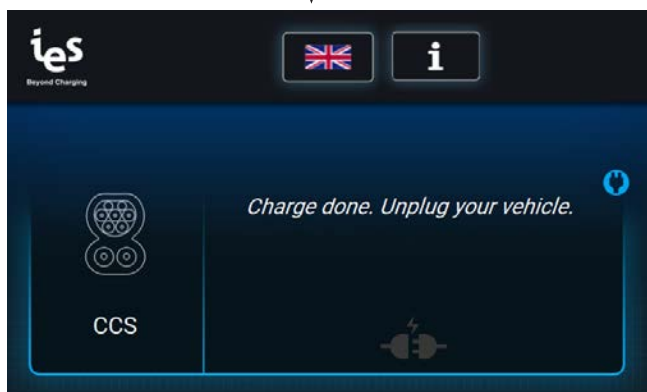 ies
Beyond Charging
i
Charge done. Unplug your vehicle.
CCS